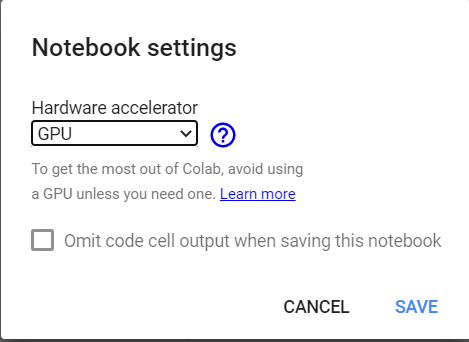 Notebook settings
Hardware accelerator
GPU
?
To get the most out of Colab, avoid using
a GPU unless you need one. Learn more
Omit code cell output when saving this notebook
CANCEL SAVE